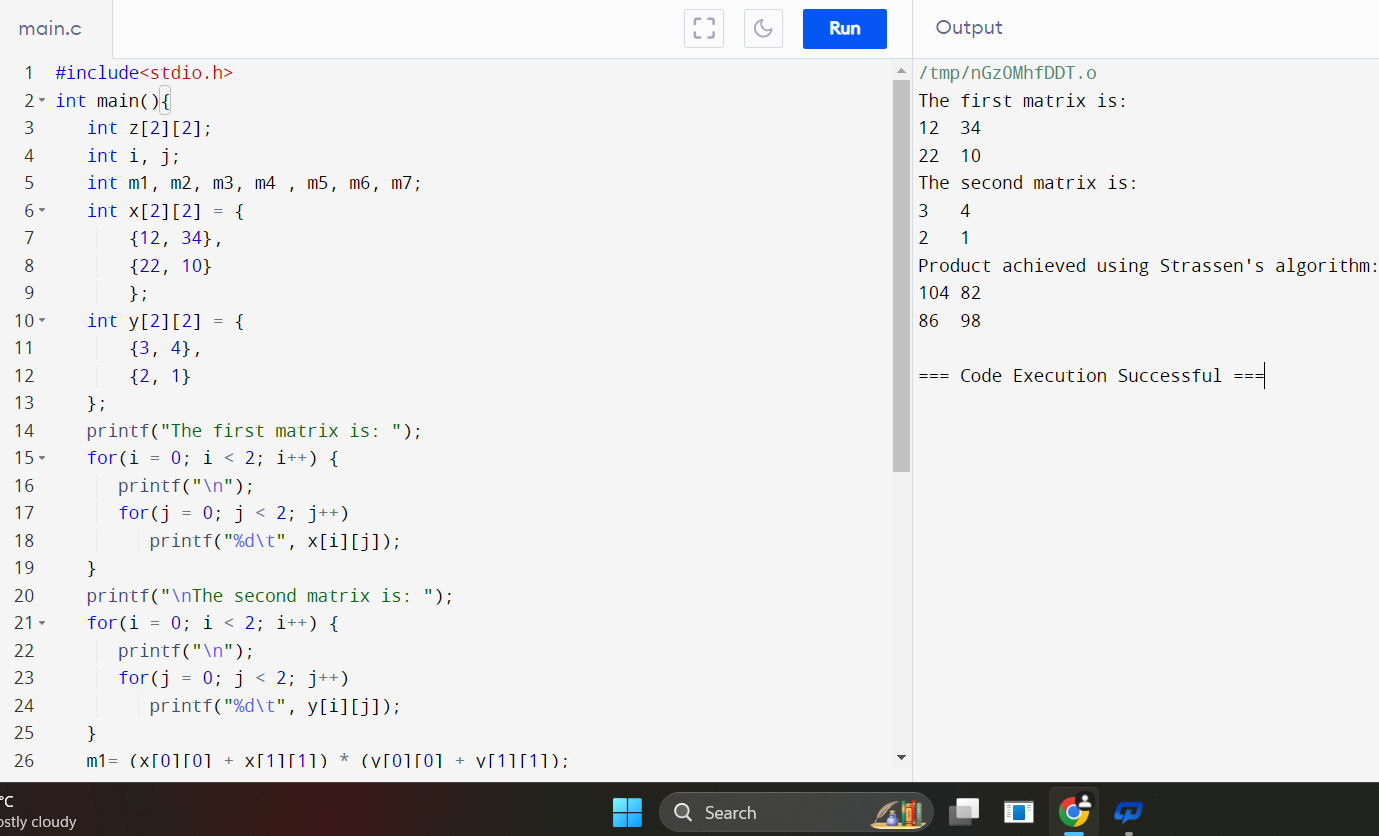 main.c
Run
Output
1 #include<stdio.h>
2 int main(){
3 int z[2][2];
4 int i, j;
5 int m1, m2, m3, m4 , m5, m6, m7;
6 int x[2][2] = {
7 {12, 34},
8 {22, 10}
9 };
10 int y[2][2] = {
11 {3, 4},
12 {2, 1}
13 };
14 printf("The first matrix is: ");
15 for(i = 0; i < 2; i++) {
16 printf("\n");
17 for(j = 0; j < 2; j++)
18 printf("%d\t", x[i][j]);
19 }
20 printf("\nThe second matrix is: ");
21 for(i = 0; i < 2; i++) {
22 printf("\n");
23 for(j = 0; j < 2; j++)
24 printf("%d\t", y[i][j]);
25 }
26 m1= (x[0][0] + x[1][1]) * (y[0][0] + y[1][1]);
/tmp/nGzOMhfDDT.o
The first matrix is:
12 34
22 10
The second matrix is:
3 4
2 1
Product achieved using Strassen's algorithm:
104 82
86 98
=== Code Execution Successful ===
°C
ostly cloudy
Search